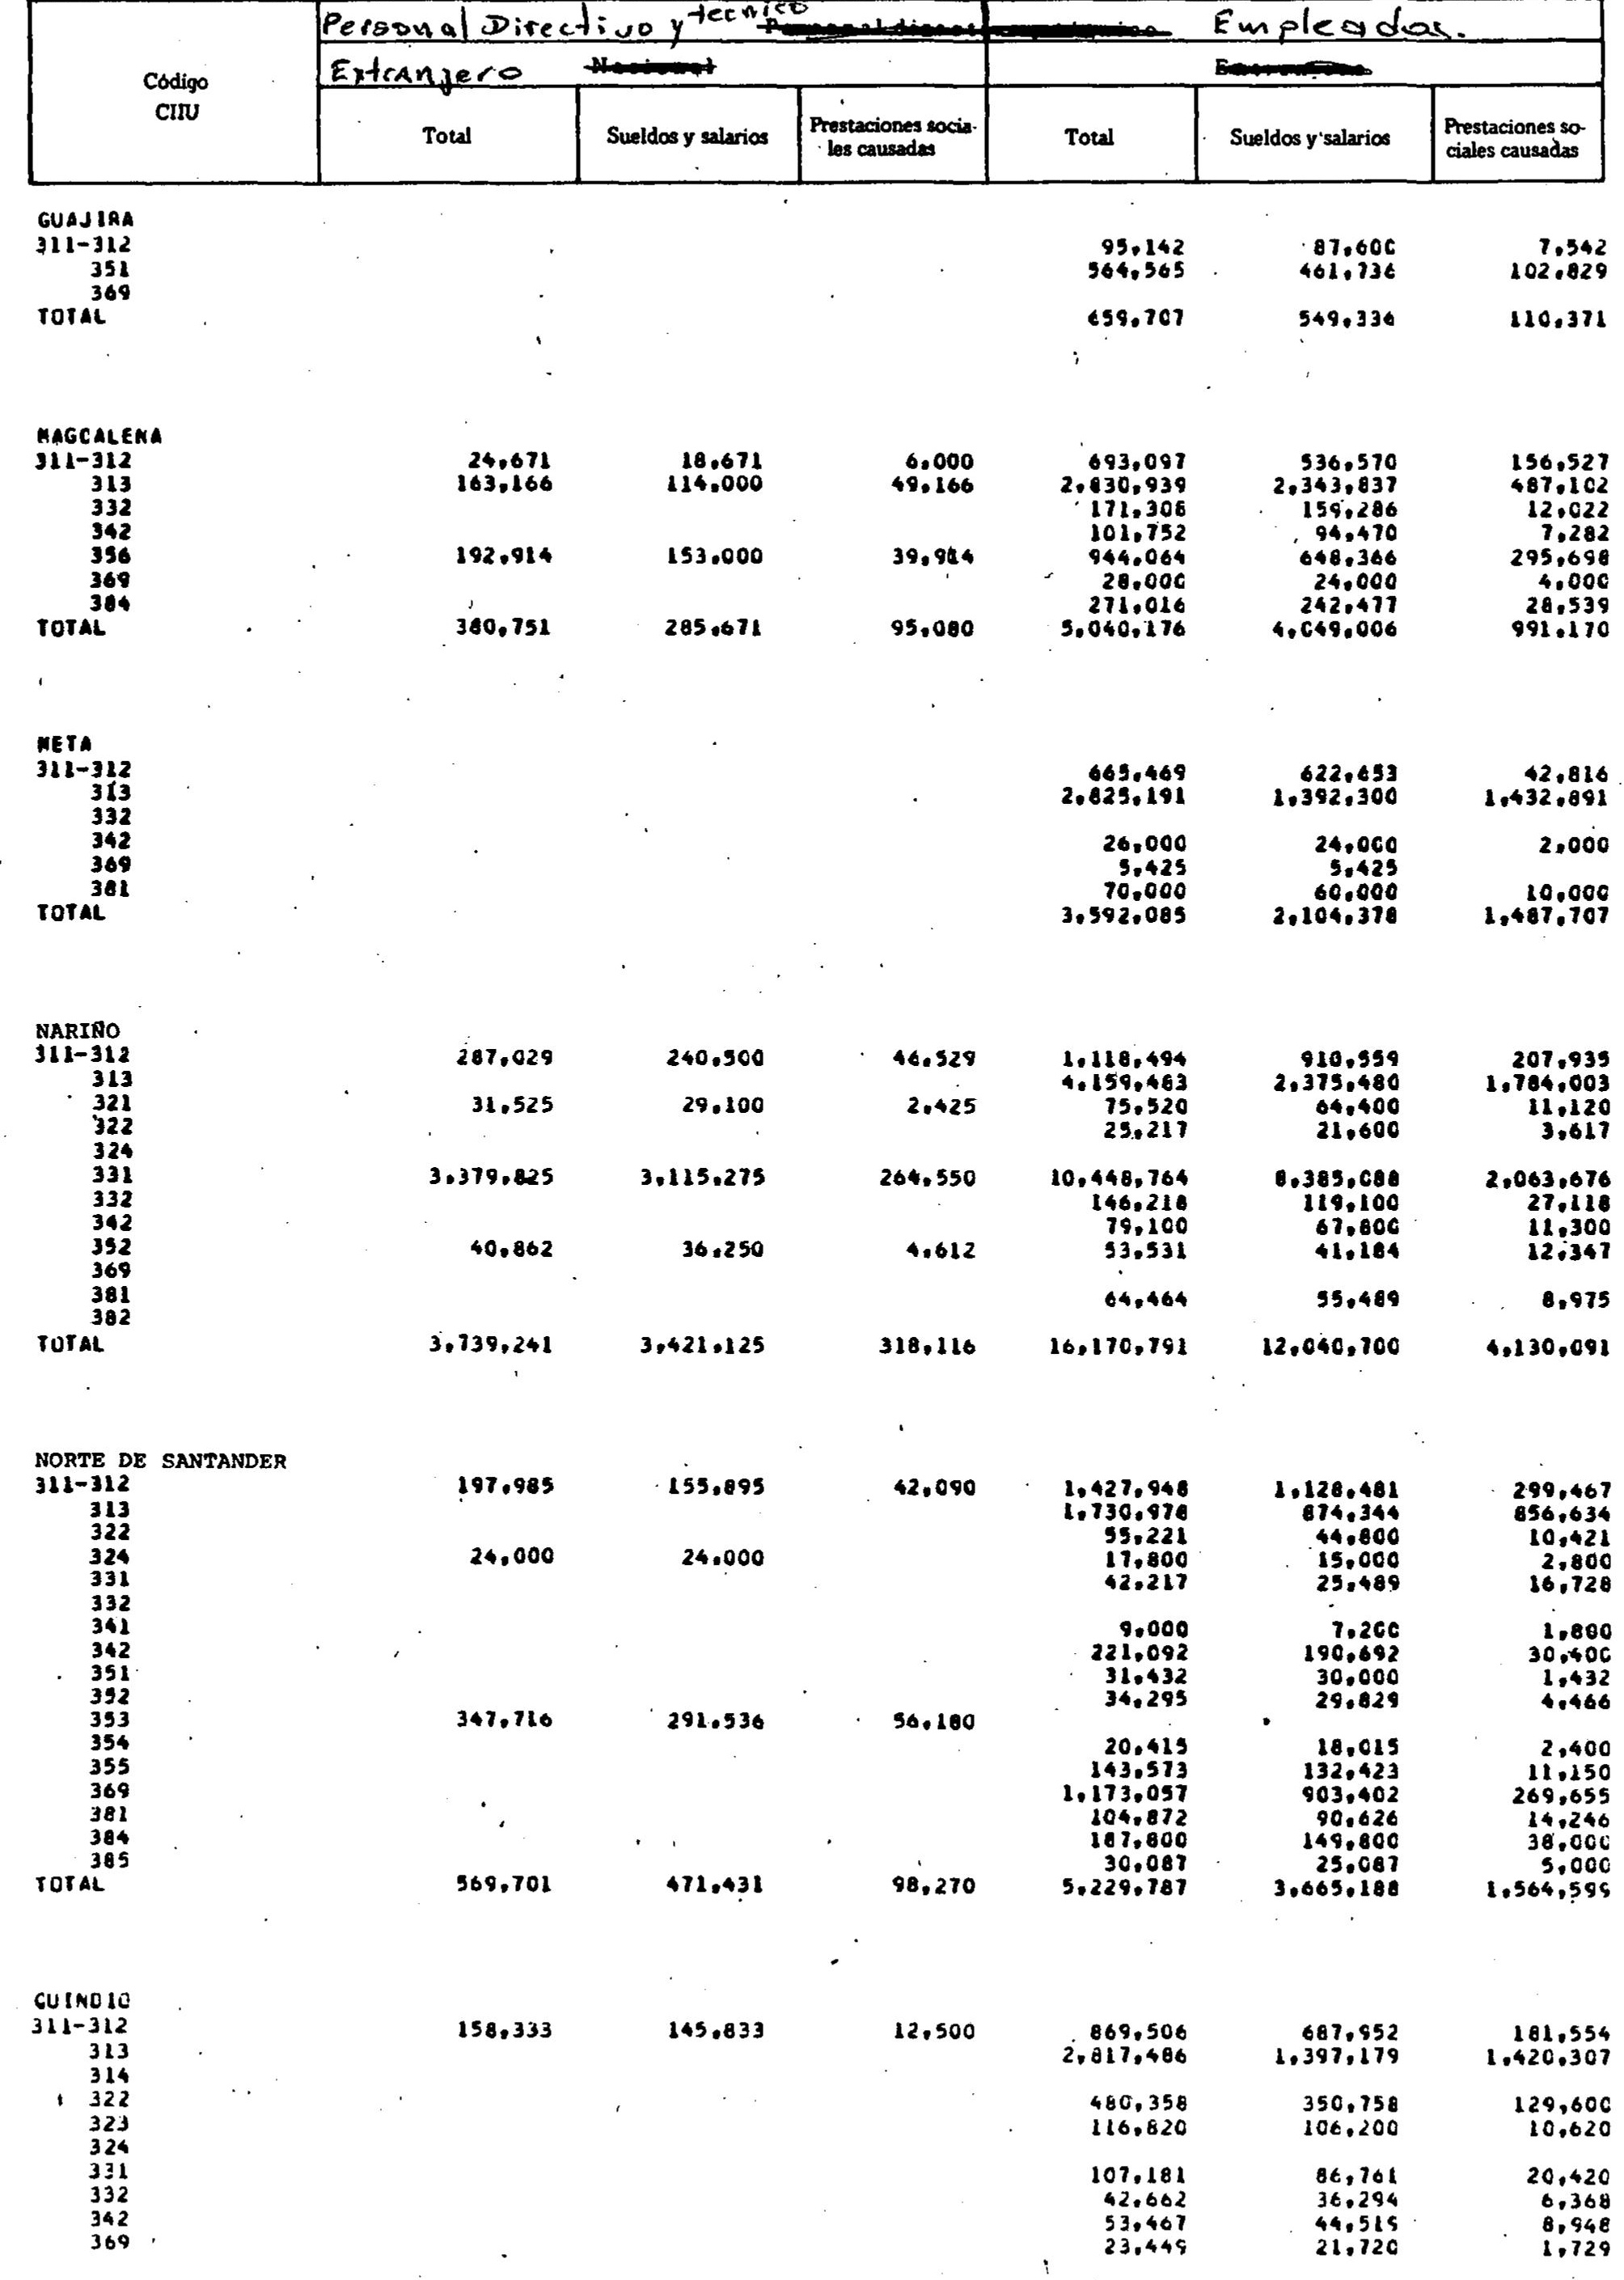 Personal Directivo y tecnico Empleados.
Extranjero Nacional
Código CIIU
Total Sueldos y salarios Prestaciones sociales causadas Total Sueldos y salarios Prestaciones sociales causadas
GUAJIRA
311-312 95,142 87,600 7,542
351 564,565 461,736 102,829
369
TOTAL 659,707 549,336 110,371
MAGCALENA
311-312 24,671 18,671 6,000 693,097 536,570 156,527
313 163,166 114,000 49,166 2,830,939 2,343,837 487,102
332 171,308 159,286 12,022
342 101,752 94,470 7,282
356 192,914 153,000 39,914 944,064 648,366 295,698
369 28,000 24,000 4,000
384 271,016 242,477 28,539
TOTAL 380,751 285,671 95,080 5,040,176 4,049,006 991,170
META
311-312 665,469 622,653 42,816
313 2,825,191 1,392,300 1,432,891
332
342 26,000 24,000 2,000
369 5,425 5,425
381 70,000 60,000 10,000
TOTAL 3,592,085 2,104,378 1,487,707
NARIÑO
311-312 287,029 240,500 46,529 1,118,494 910,559 207,935
313 4,159,483 2,375,480 1,784,003
321 31,525 29,100 2,425 75,520 64,400 11,120
322 25,217 21,600 3,617
324
331 3,379,825 3,115,275 264,550 10,448,764 8,385,088 2,063,676
332 146,218 119,100 27,118
342 79,100 67,800 11,300
352 40,862 36,250 4,612 53,531 41,184 12,347
369
381 64,464 55,489 8,975
382
TOTAL 3,739,241 3,421,125 318,116 16,170,791 12,040,700 4,130,091
NORTE DE SANTANDER
311-312 197,985 155,895 42,090 1,427,948 1,128,481 299,467
313 1,730,978 874,344 856,634
322 55,221 44,800 10,421
324 24,000 24,000 17,800 15,000 2,800
331 42,217 25,489 16,728
332
341 9,000 7,200 1,800
342 221,092 190,692 30,400
351 31,432 30,000 1,432
352 34,295 29,829 4,466
353 347,716 291,536 56,180
354 20,415 18,015 2,400
355 143,573 132,423 11,150
369 1,173,057 903,402 269,655
381 104,872 90,626 14,246
384 187,800 149,800 38,000
385 30,087 25,087 5,000
TOTAL 569,701 471,431 98,270 5,229,787 3,665,188 1,564,599
CUINDIO
311-312 158,333 145,833 12,500 869,506 687,952 181,554
313 2,817,486 1,397,179 1,420,307
314
322 480,358 350,758 129,600
323 116,820 106,200 10,620
324
331 107,181 86,761 20,420
332 42,662 36,294 6,368
342 53,467 44,519 8,948
369 23,449 21,720 1,729